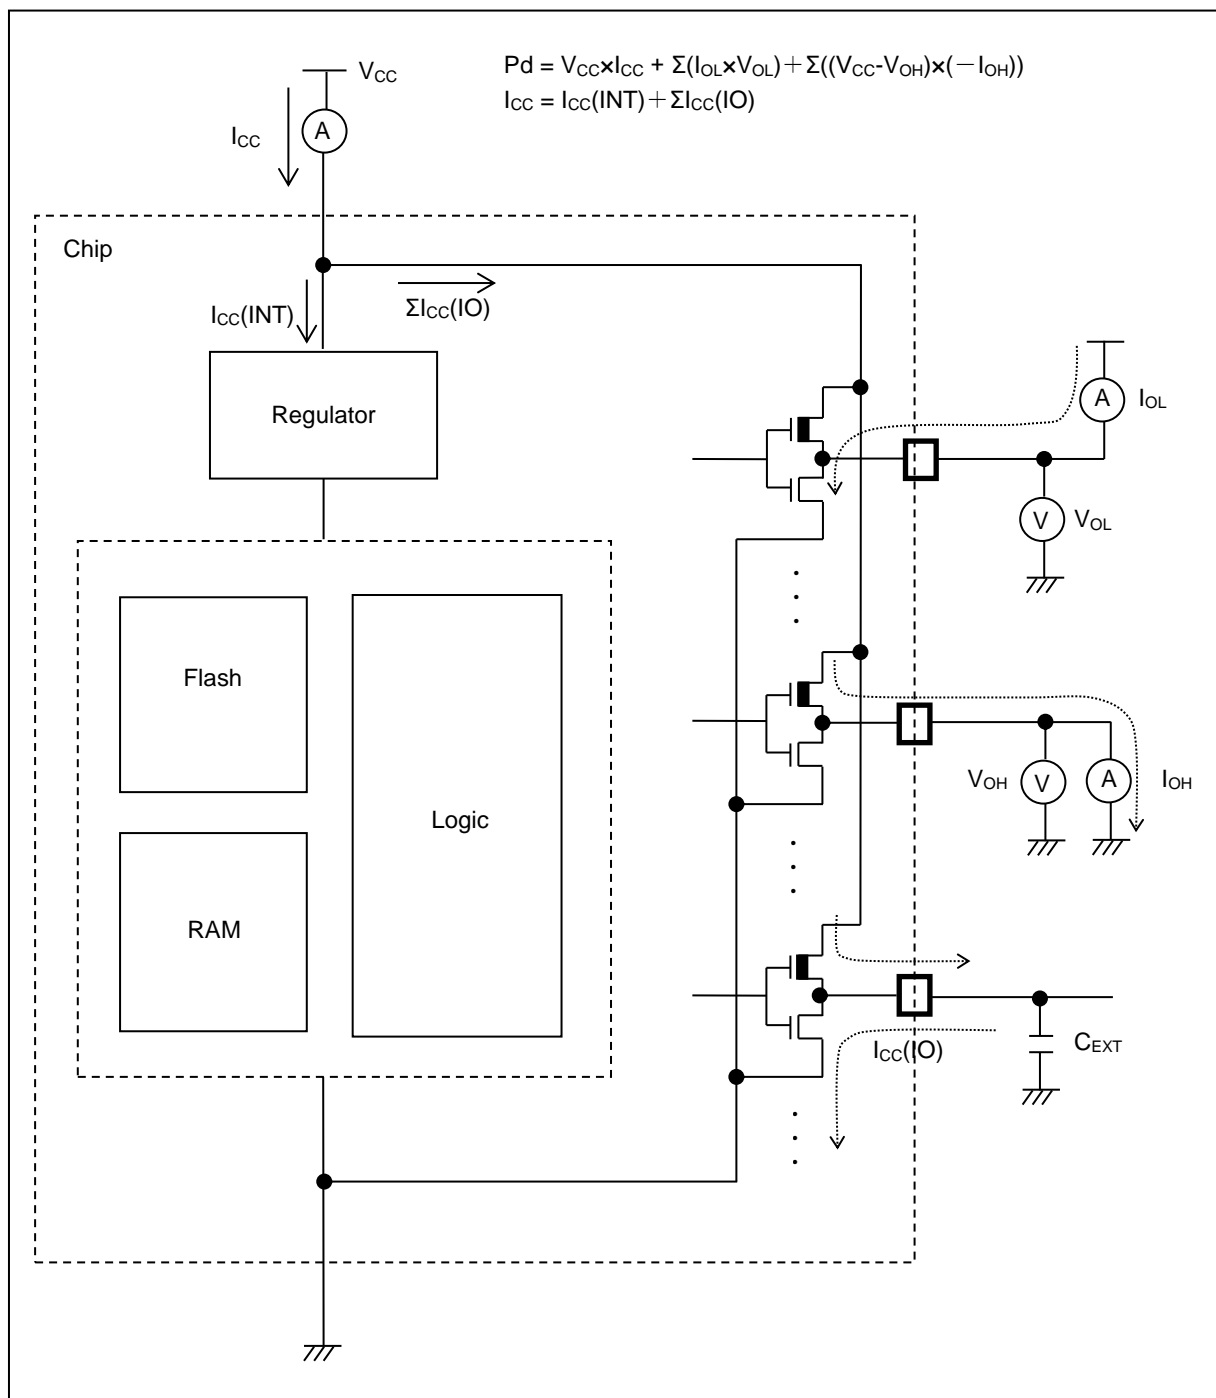 Pd = VCC×ICC + Σ(IOL×VOL)+Σ((VCC-VOH)×(-IOH))
ICC = ICC(INT)+ΣICC(IO)
VCC
A
ICC
Chip
ICC(INT)
ΣICC(IO)
Regulator
A
IOL
V
VOL
Flash
Logic
RAM
VOH
V
A
IOH
ICC(IO)
CEXT